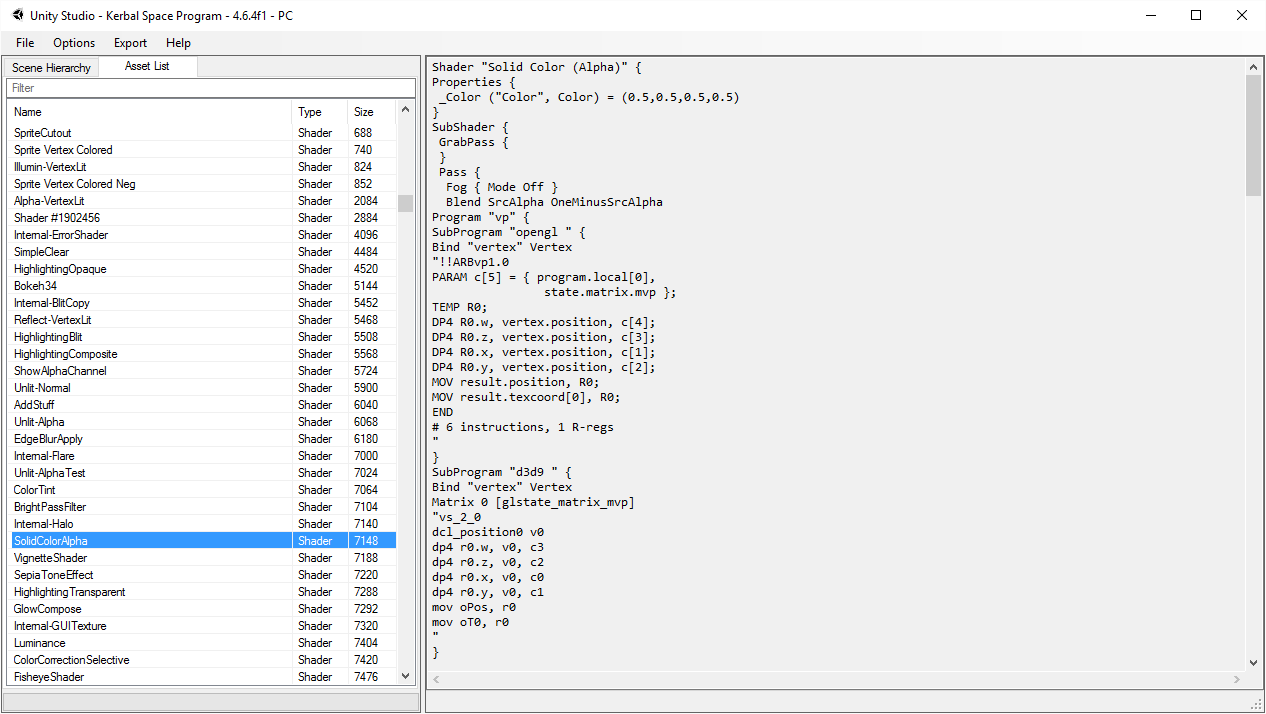 Unity Studio - Kerbal Space Program - 4.6.4f1 - PC
File Options Export Help
Scene Hierarchy Asset List
Filter
Name Type Size
SpriteCutout Shader 688
Sprite Vertex Colored Shader 740
Illumin-VertexLit Shader 824
Sprite Vertex Colored Neg Shader 852
Alpha-VertexLit Shader 2084
Shader #1902456 Shader 2884
Internal-ErrorShader Shader 4096
SimpleClear Shader 4484
HighlightingOpaque Shader 4520
Bokeh34 Shader 5144
Internal-BlitCopy Shader 5452
Reflect-VertexLit Shader 5468
HighlightingBlit Shader 5508
HighlightingComposite Shader 5568
ShowAlphaChannel Shader 5724
Unlit-Normal Shader 5900
AddStuff Shader 6040
Unlit-Alpha Shader 6068
EdgeBlurApply Shader 6180
Internal-Flare Shader 7000
Unlit-AlphaTest Shader 7024
ColorTint Shader 7064
BrightPassFilter Shader 7104
Internal-Halo Shader 7140
SolidColorAlpha Shader 7148
VignetteShader Shader 7188
SepiaToneEffect Shader 7220
HighlightingTransparent Shader 7288
GlowCompose Shader 7292
Internal-GUITexture Shader 7320
Luminance Shader 7404
ColorCorrectionSelective Shader 7420
FisheyeShader Shader 7476
Shader "Solid Color (Alpha)" {
Properties {
_Color ("Color", Color) = (0.5,0.5,0.5,0.5)
}
SubShader {
GrabPass {
}
Pass {
Fog { Mode Off }
Blend SrcAlpha OneMinusSrcAlpha
Program "vp" {
SubProgram "opengl " {
Bind "vertex" Vertex
"!!ARBvp1.0
PARAM c[5] = { program.local[0],
state.matrix.mvp };
TEMP R0;
DP4 R0.w, vertex.position, c[4];
DP4 R0.z, vertex.position, c[3];
DP4 R0.x, vertex.position, c[1];
DP4 R0.y, vertex.position, c[2];
MOV result.position, R0;
MOV result.texcoord[0], R0;
END
# 6 instructions, 1 R-regs
"
}
SubProgram "d3d9 " {
Bind "vertex" Vertex
Matrix 0 [glstate_matrix_mvp]
"vs_2_0
dcl_position0 v0
dp4 r0.w, v0, c3
dp4 r0.z, v0, c2
dp4 r0.x, v0, c0
dp4 r0.y, v0, c1
mov oPos, r0
mov oT0, r0
"
}